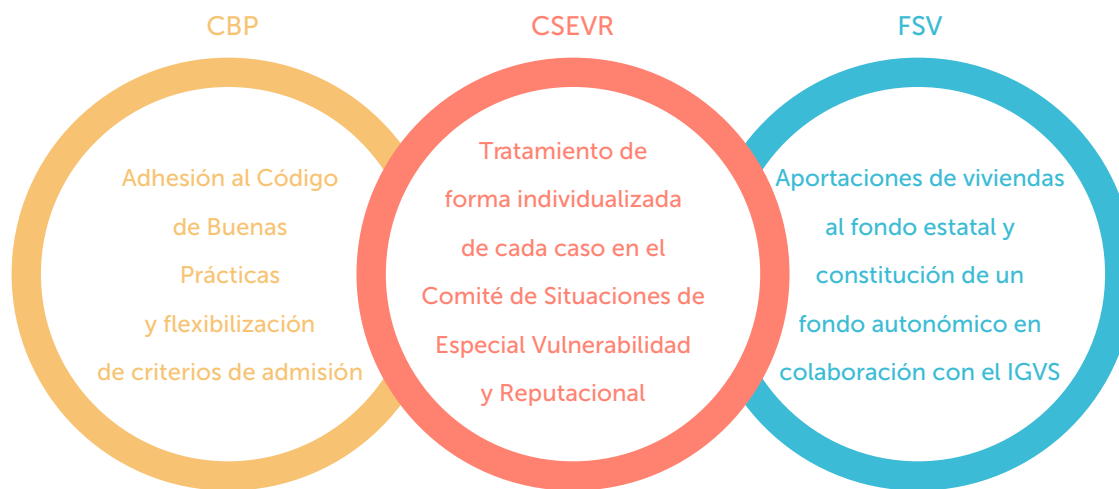 CBP
Adhesión al Código
de Buenas
Prácticas
y flexibilización
de criterios de admisión
CSEVR
Tratamiento de
forma individualizada
de cada caso en el
Comité de Situaciones de
Especial Vulnerabilidad
y Reputacional
FSV
Aportaciones de viviendas
al fondo estatal y
constitución de un
fondo autonómico en
colaboración con el IGVS